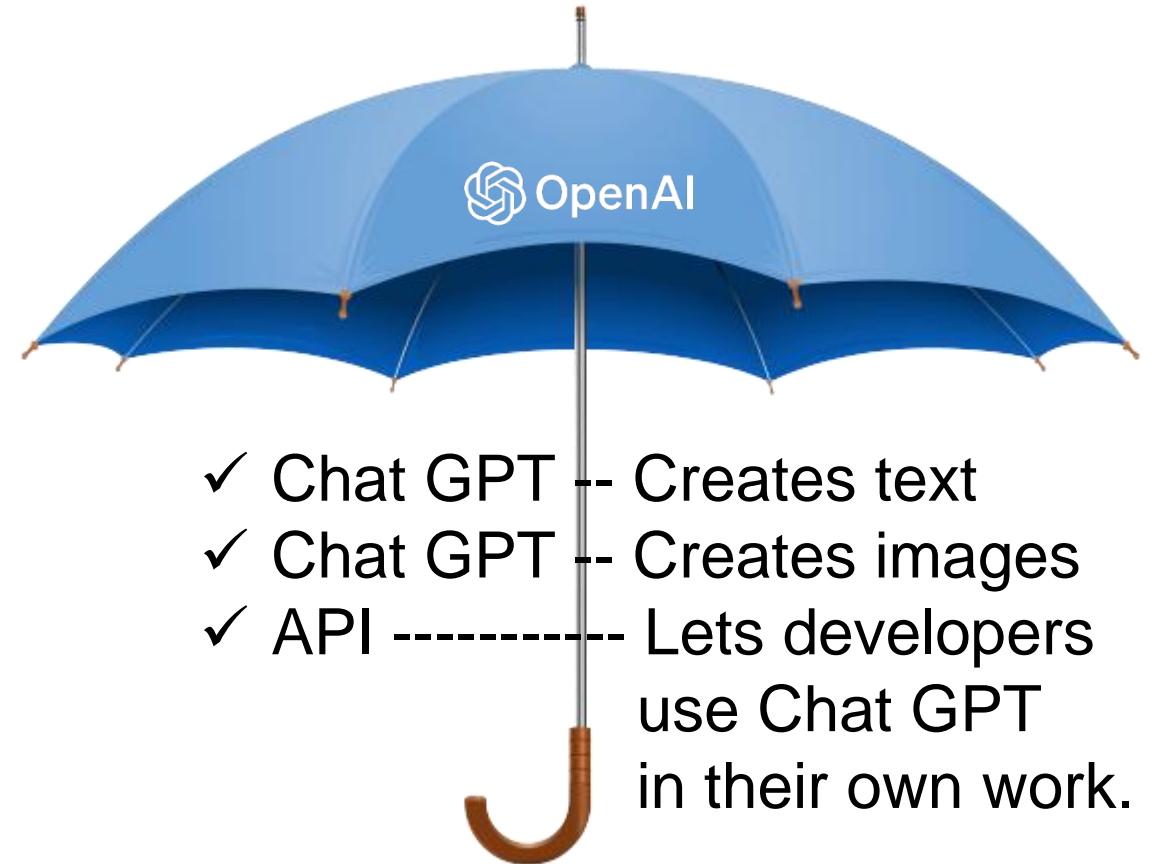 OpenAI
✓ Chat GPT -- Creates text
✓ Chat GPT -- Creates images
✓ API ----------- Lets developers
use Chat GPT
in their own work.